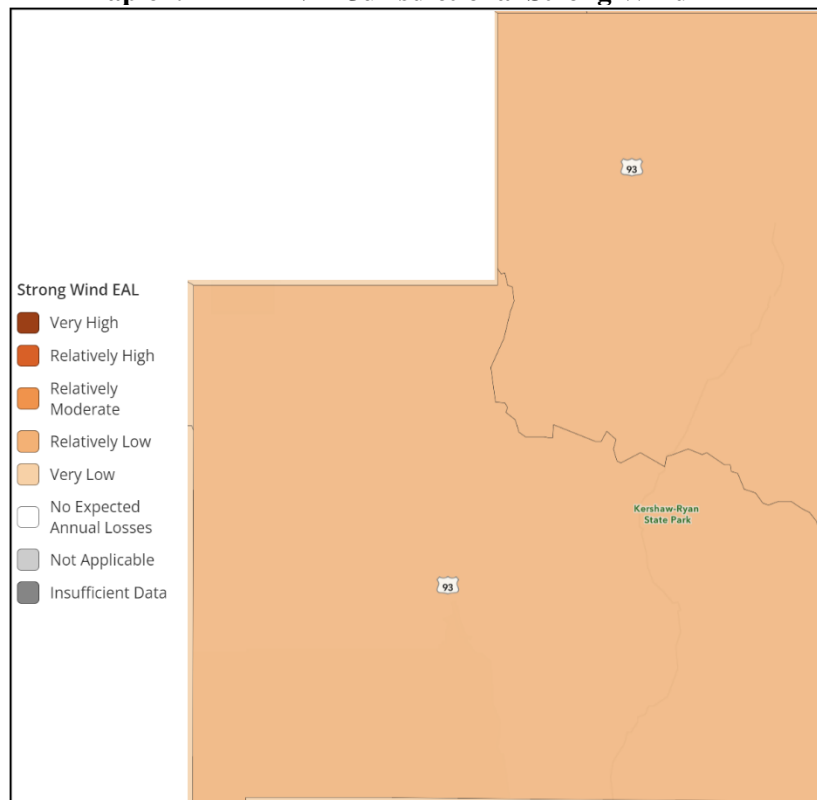 Strong Wind EAL
Very High
Relatively High
Relatively
Moderate
Relatively Low
Very Low
No Expected
Annual Losses
Not Applicable
Insufficient Data
93
Kershaw-Ryan
State Park
93